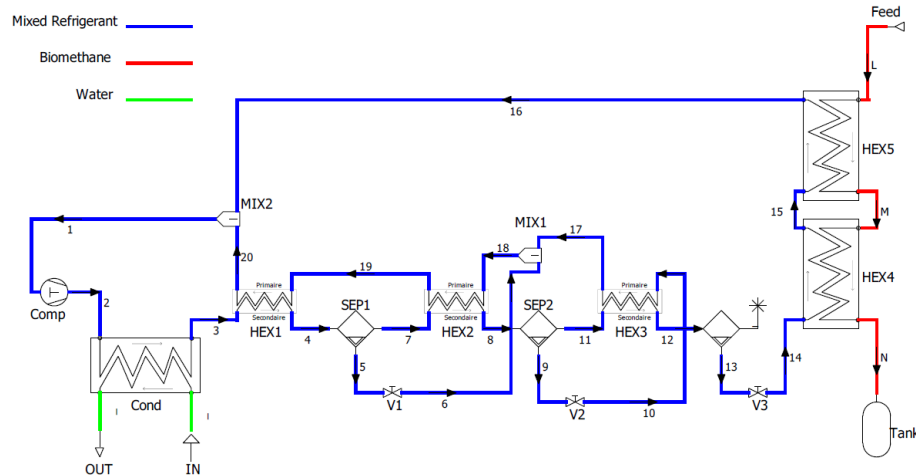 Feed
Mixed Refrigerant
Biomethane
L
Water
16
HEX5
MIX2
15
M
MIX1
17
1
18
20
19
HEX4
Primaire
Primaire
Primaire
SEP1
SEP2
2
Comp
Secondaire
Secondaire
Secondaire
3
HEX1
4
7
HEX2
8
11
HEX3
12
14
5
9
13
N
Cond
V1
6
V2
10
V3
Tank
OUT
IN